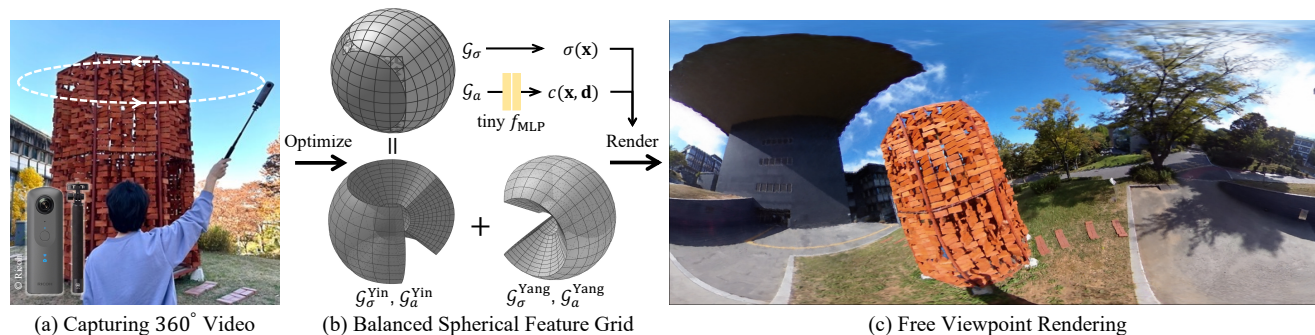 © Ricoh
(a) Capturing 360° Video
Optimize
𝒢σ
σ(𝐱)
𝒢a
c(𝐱, 𝐝)
tiny fMLP
Render
=
+
𝒢σ^Yin, 𝒢a^Yin
𝒢σ^Yang, 𝒢a^Yang
(b) Balanced Spherical Feature Grid
(c) Free Viewpoint Rendering